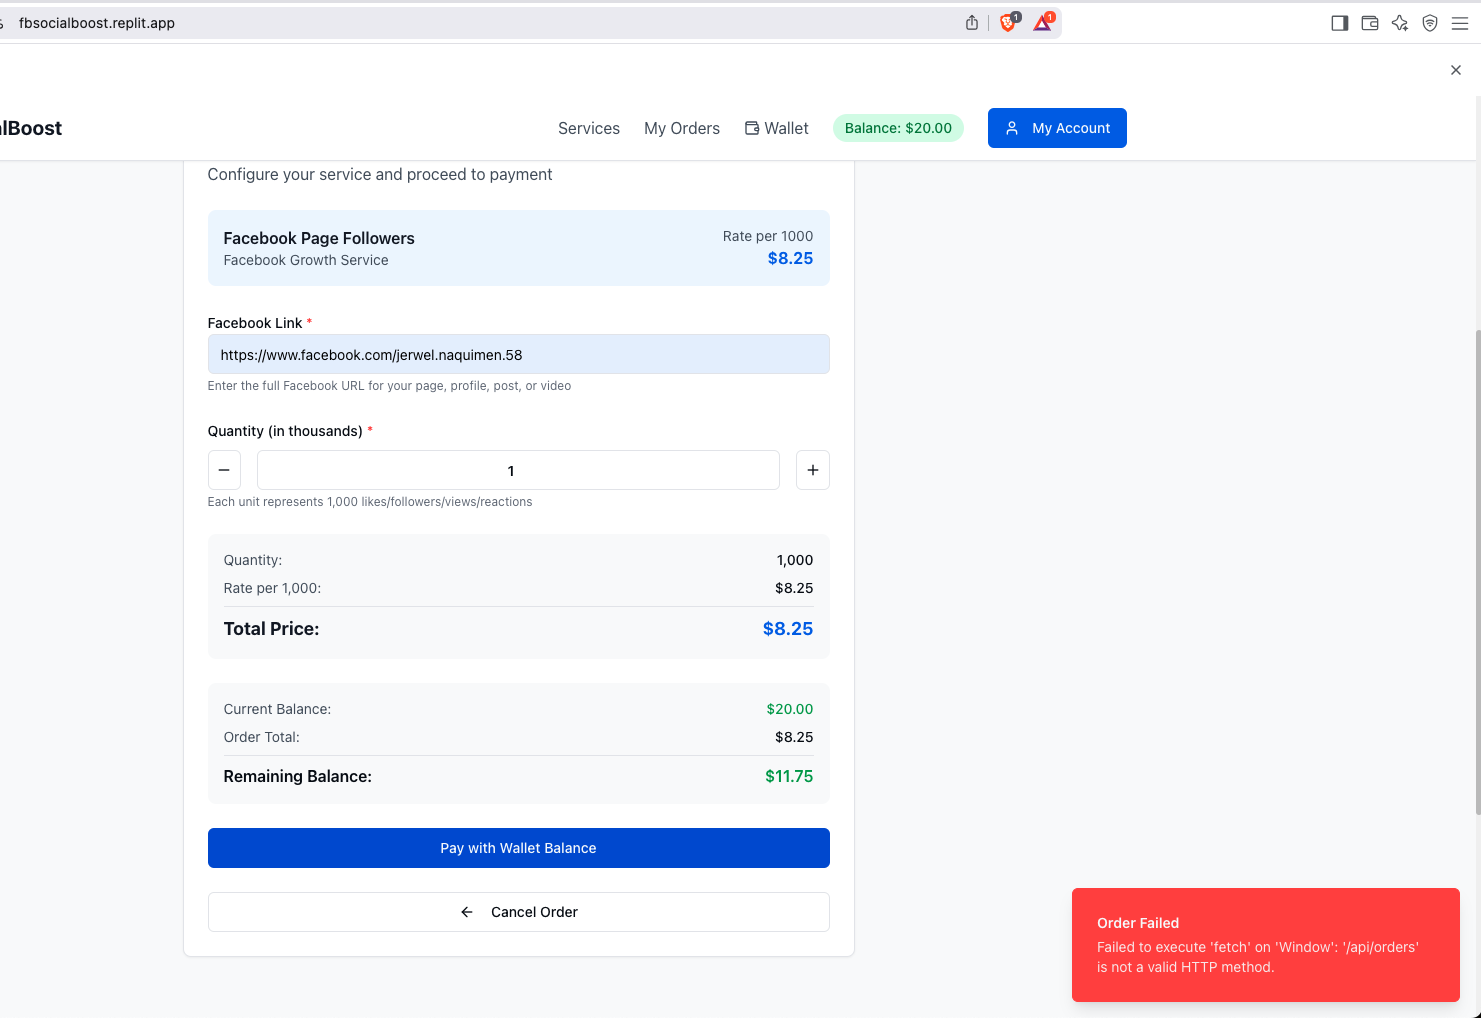 fbsocialboost.replit.app
1
1
lBoost
Services
My Orders
Wallet
Balance: $20.00
My Account
Configure your service and proceed to payment
Facebook Page Followers
Rate per 1000
Facebook Growth Service
$8.25
Facebook Link *
https://www.facebook.com/jerwel.naquimen.58
Enter the full Facebook URL for your page, profile, post, or video
Quantity (in thousands) *
1
Each unit represents 1,000 likes/followers/views/reactions
Quantity:
1,000
Rate per 1,000:
$8.25
Total Price:
$8.25
Current Balance:
$20.00
Order Total:
$8.25
Remaining Balance:
$11.75
Pay with Wallet Balance
Cancel Order
Order Failed
Failed to execute 'fetch' on 'Window': '/api/orders'
is not a valid HTTP method.